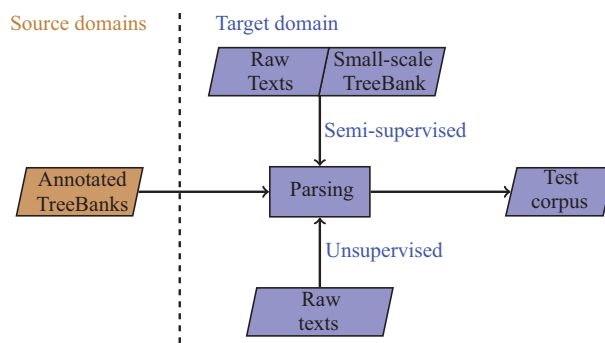 Source domains
Target domain
Raw
Texts
Small-scale
TreeBank
Semi-supervised
Annotated
TreeBanks
Parsing
Test
corpus
Unsupervised
Raw
texts